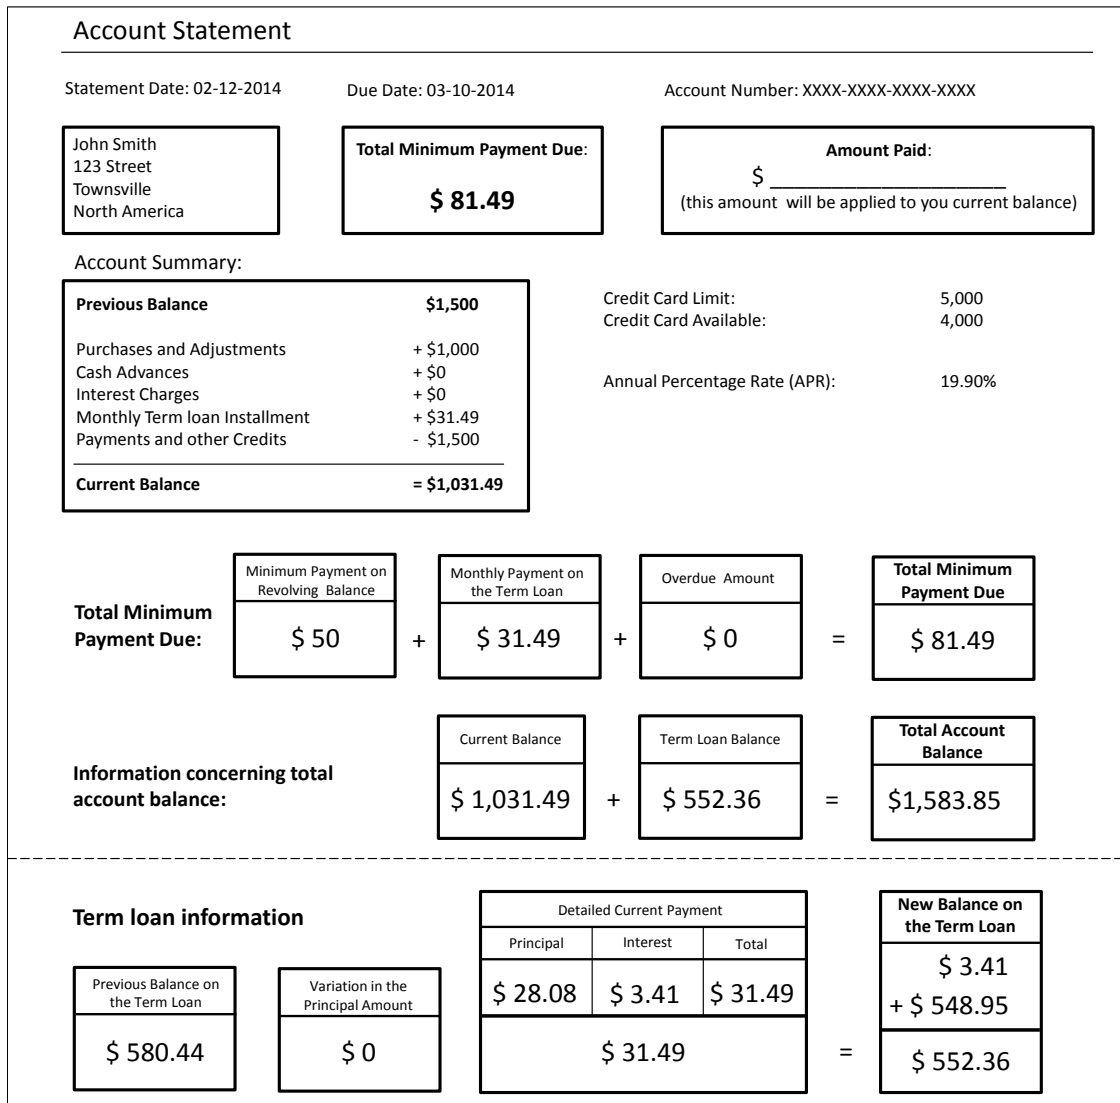 Account Statement
Statement Date: 02-12-2014 Due Date: 03-10-2014 Account Number: XXXX-XXXX-XXXX-XXXX
John Smith
123 Street
Townsville
North America
Total Minimum Payment Due:
$ 81.49
Amount Paid:
$ ____________________
(this amount will be applied to you current balance)
Account Summary:
Previous Balance $1,500
Purchases and Adjustments + $1,000
Cash Advances + $0
Interest Charges + $0
Monthly Term loan Installment + $31.49
Payments and other Credits - $1,500
Current Balance = $1,031.49
Credit Card Limit: 5,000
Credit Card Available: 4,000
Annual Percentage Rate (APR): 19.90%
Total Minimum
Payment Due:
Minimum Payment on
Revolving Balance
$ 50
+
Monthly Payment on
the Term Loan
$ 31.49
+
Overdue Amount
$ 0
=
Total Minimum
Payment Due
$ 81.49
Information concerning total
account balance:
Current Balance
$ 1,031.49
+
Term Loan Balance
$ 552.36
=
Total Account
Balance
$1,583.85
Term loan information
Previous Balance on
the Term Loan
$ 580.44
Variation in the
Principal Amount
$ 0
Detailed Current Payment
Principal Interest Total
$ 28.08 $ 3.41 $ 31.49
$ 31.49
=
New Balance on
the Term Loan
$ 3.41
+ $ 548.95
$ 552.36